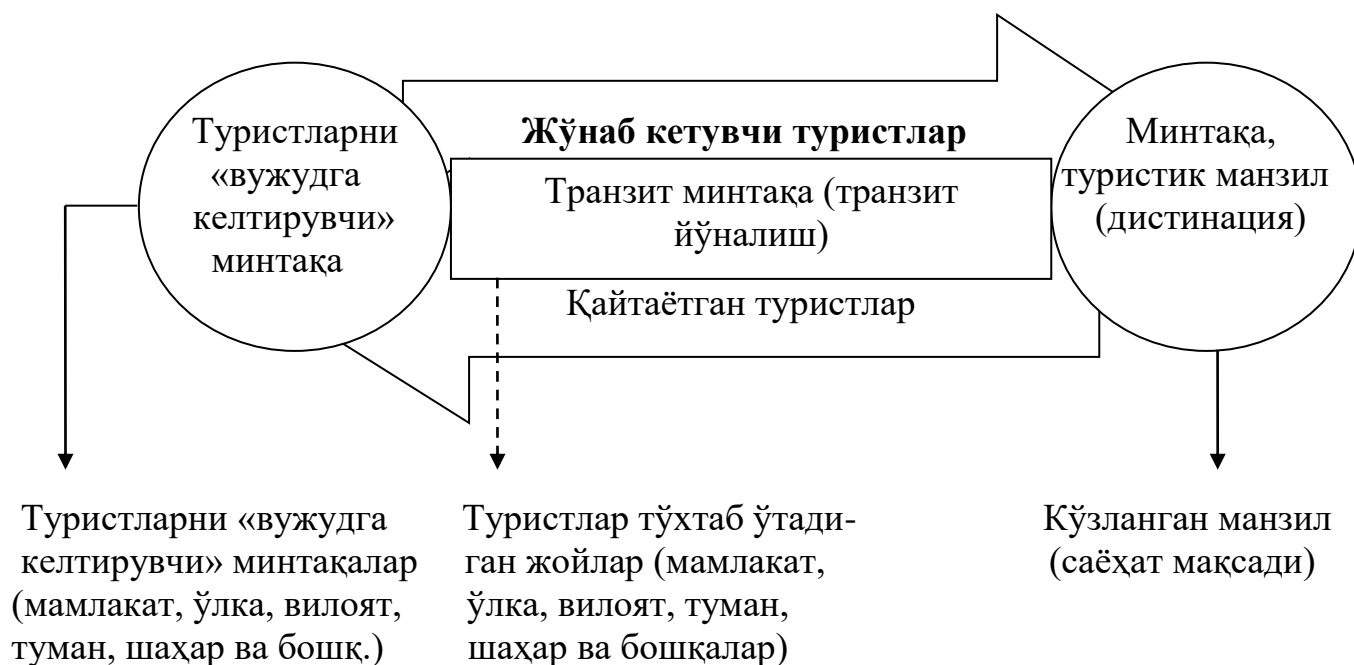 Туристларни
«вужудга
келтирувчи»
минтақа
Жўнаб кетувчи туристлар
Транзит минтақа (транзит
йўналиш)
Қайтаётган туристлар
Минтақа,
туристик манзил
(дистинация)
Туристларни «вужудга
келтирувчи» минтақалар
(мамлакат, ўлка, вилоят,
туман, шаҳар ва бошқ.)
Туристлар тўхтаб ўтади-
ган жойлар (мамлакат,
ўлка, вилоят, туман,
шаҳар ва бошқалар)
Кўзланган манзил
(саёҳат мақсади)